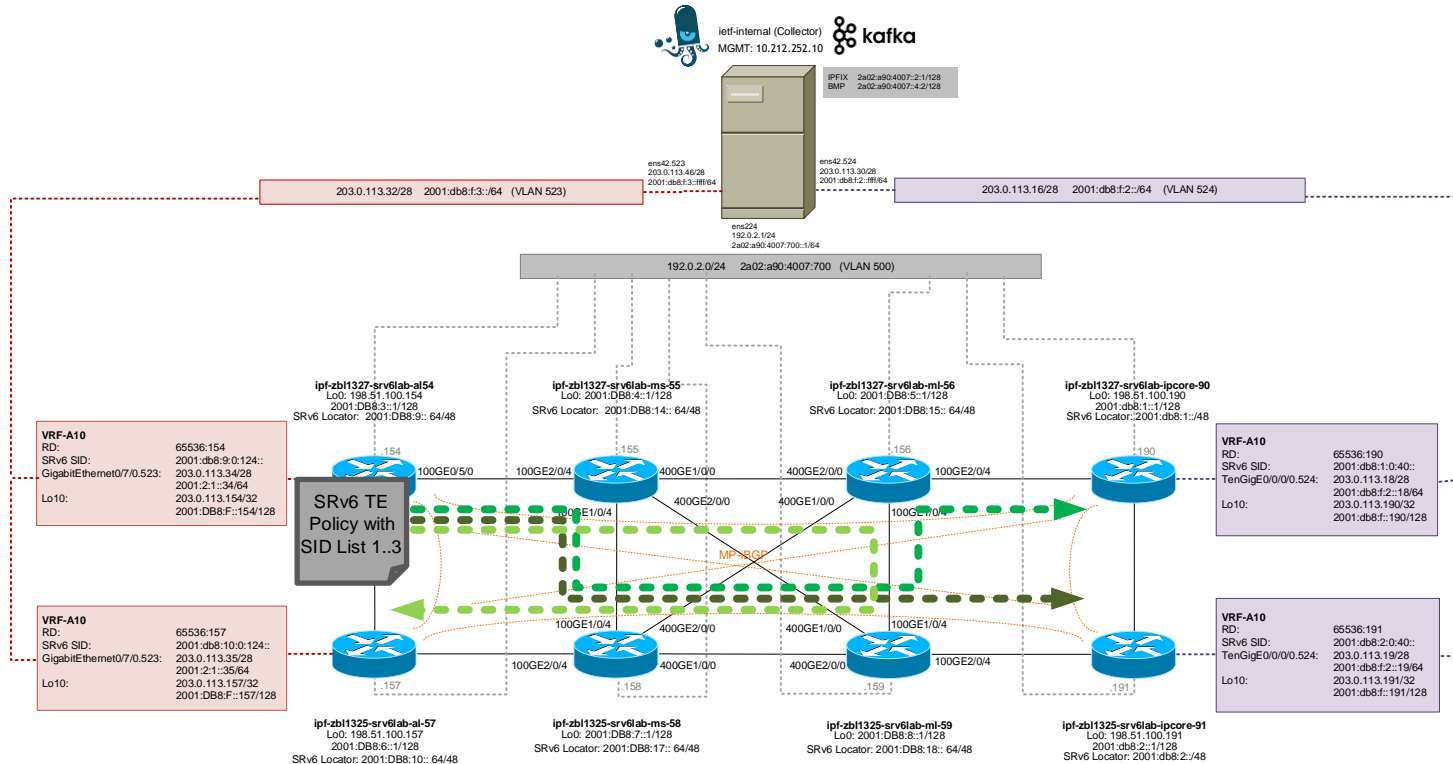 ietf-internal (Collector)
MGMT: 10.212.252.10
kafka
IPFIX 2a02:a90:4007::2:1/128
BMP 2a02:a90:4007::4:2/128
ens42.523
203.0.113.46/28
2001:db8:f:3::ffff/64
ens42.524
203.0.113.30/28
2001:db8:f:2::ffff/64
203.0.113.32/28 2001:db8:f:3::/64 (VLAN 523)
203.0.113.16/28 2001:db8:f:2::/64 (VLAN 524)
ens224
192.0.2.1/24
2a02:a90:4007:700::1/64
192.0.2.0/24 2a02:a90:4007:700 (VLAN 500)
ipf-zbl1327-srv6lab-al54
Lo0: 198.51.100.154
2001:DB8:3::1/128
SRv6 Locator: 2001:DB8:9:: 64/48
ipf-zbl1327-srv6lab-ms-55
Lo0: 2001:DB8:4::1/128
SRv6 Locator: 2001:DB8:14:: 64/48
ipf-zbl1327-srv6lab-ml-56
Lo0: 2001:DB8:5::1/128
SRv6 Locator: 2001:DB8:15:: 64/48
ipf-zbl1327-srv6lab-ipcore-90
Lo0: 198.51.100.190
2001:db8:1::1/128
SRv6 Locator: 2001:db8:1::/48
VRF-A10
RD: 65536:154
SRv6 SID: 2001:db8:9:0:124::
GigabitEthernet0/7/0.523: 203.0.113.34/28
2001:2:1::34/64
Lo10: 203.0.113.154/32
2001:DB8:F::154/128
.154
.155
.156
.190
100GE0/5/0
100GE2/0/4
400GE1/0/0
400GE2/0/0
100GE2/0/4
400GE2/0/0
400GE1/0/0
100GE1/0/4
100GE1/0/4
SRv6 TE
Policy with
SID List 1..3
MP-iBGP
VRF-A10
RD: 65536:190
SRv6 SID: 2001:db8:1:0:40::
TenGigE0/0/0/0.524: 203.0.113.18/28
2001:db8:f:2::18/64
Lo10: 203.0.113.190/32
2001:db8:f::190/128
VRF-A10
RD: 65536:157
SRv6 SID: 2001:db8:10:0:124::
GigabitEthernet0/7/0.523: 203.0.113.35/28
2001:2:1::35/64
Lo10: 203.0.113.157/32
2001:DB8:F::157/128
100GE1/0/4
400GE2/0/0
400GE1/0/0
100GE1/0/4
100GE2/0/4
400GE1/0/0
400GE2/0/0
100GE2/0/4
.157
.158
.159
.191
VRF-A10
RD: 65536:191
SRv6 SID: 2001:db8:2:0:40::
TenGigE0/0/0/0.524: 203.0.113.19/28
2001:db8:f:2::19/64
Lo10: 203.0.113.191/32
2001:db8:f::191/128
ipf-zbl1325-srv6lab-al-57
Lo0: 198.51.100.157
2001:DB8:6::1/128
SRv6 Locator: 2001:DB8:10:: 64/48
ipf-zbl1325-srv6lab-ms-58
Lo0: 2001:DB8:7::1/128
SRv6 Locator: 2001:DB8:17:: 64/48
ipf-zbl1325-srv6lab-ml-59
Lo0: 2001:DB8:8::1/128
SRv6 Locator: 2001:DB8:18:: 64/48
ipf-zbl1325-srv6lab-ipcore-91
Lo0: 198.51.100.191
2001:db8:2::1/128
SRv6 Locator: 2001:db8:2::/48